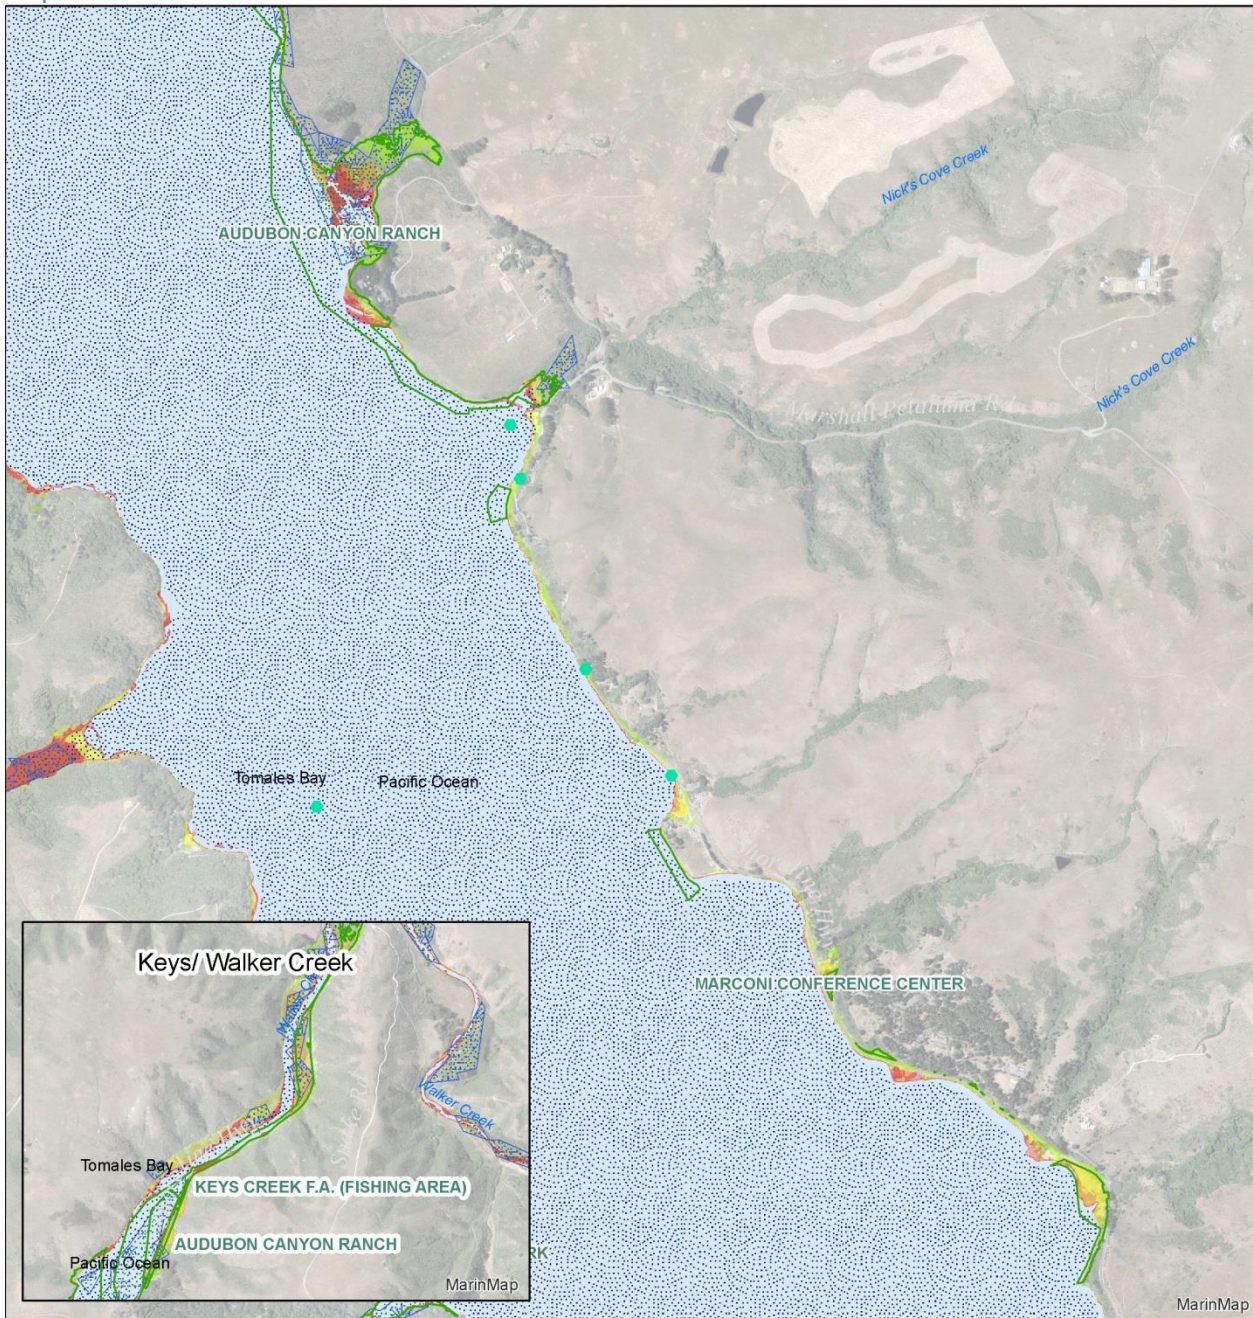 Nick's Cove Creek
AUDUBON CANYON RANCH
Nick's Cove Creek
Marshall Petaluma Rd
Tomales Bay
Pacific Ocean
MARCONI CONFERENCE CENTER
Keys/ Walker Creek
Walker Creek
Tomales Bay
KEYS CREEK F.A. (FISHING AREA)
AUDUBON CANYON RANCH
Pacific Ocean
RK
MarinMap
MarinMap